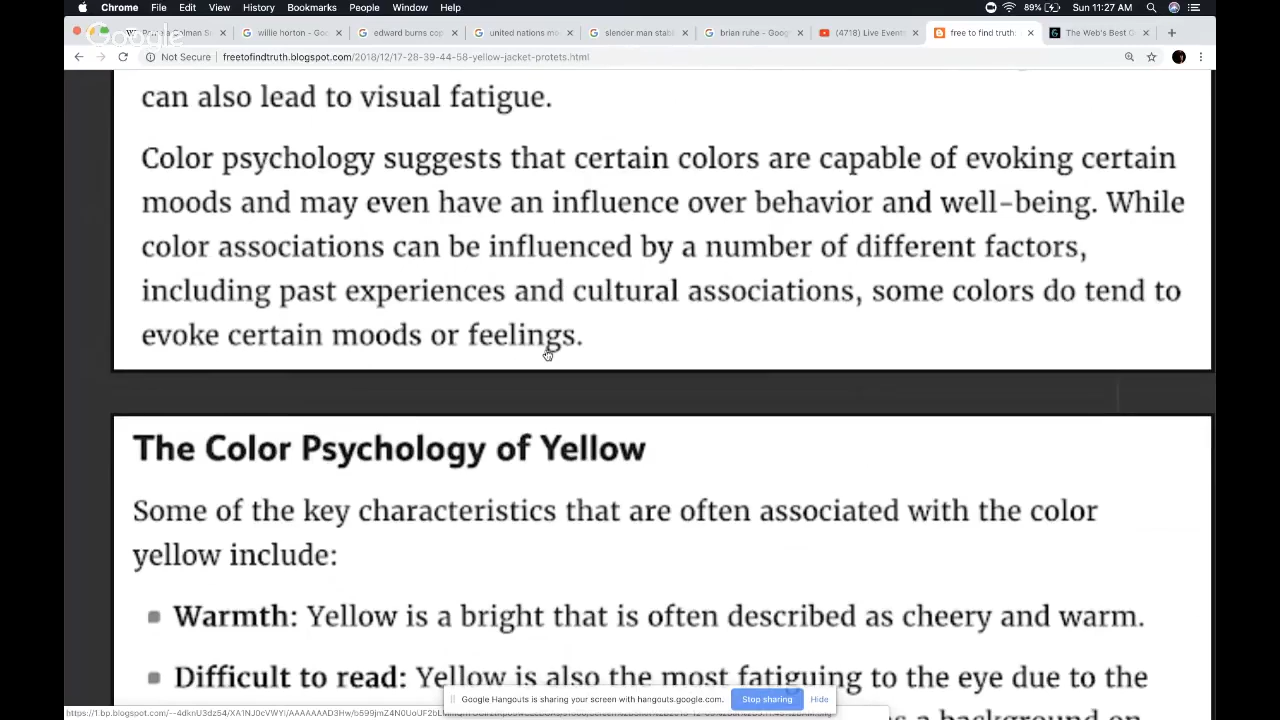 Chrome File Edit View History Bookmarks People Window Help 89% Sun 11:27 AM
Google
willie horton - Goo edward burns cop united nations mo slender man stab brian ruhe - Goog (4718) Live Event free to find truth: The Web's Best G
Not Secure freetofindtruth.blogspot.com/2018/12/17-28-39-44-58-yellow-jacket-protets.html
can also lead to visual fatigue.
Color psychology suggests that certain colors are capable of evoking certain
moods and may even have an influence over behavior and well-being. While
color associations can be influenced by a number of different factors,
including past experiences and cultural associations, some colors do tend to
evoke certain moods or feelings.
The Color Psychology of Yellow
Some of the key characteristics that are often associated with the color
yellow include:
Warmth: Yellow is a bright that is often described as cheery and warm.
Difficult to read: Yellow is also the most fatiguing to the eye due to the
Google Hangouts is sharing your screen with hangouts.google.com. Stop sharing Hide
as a background on